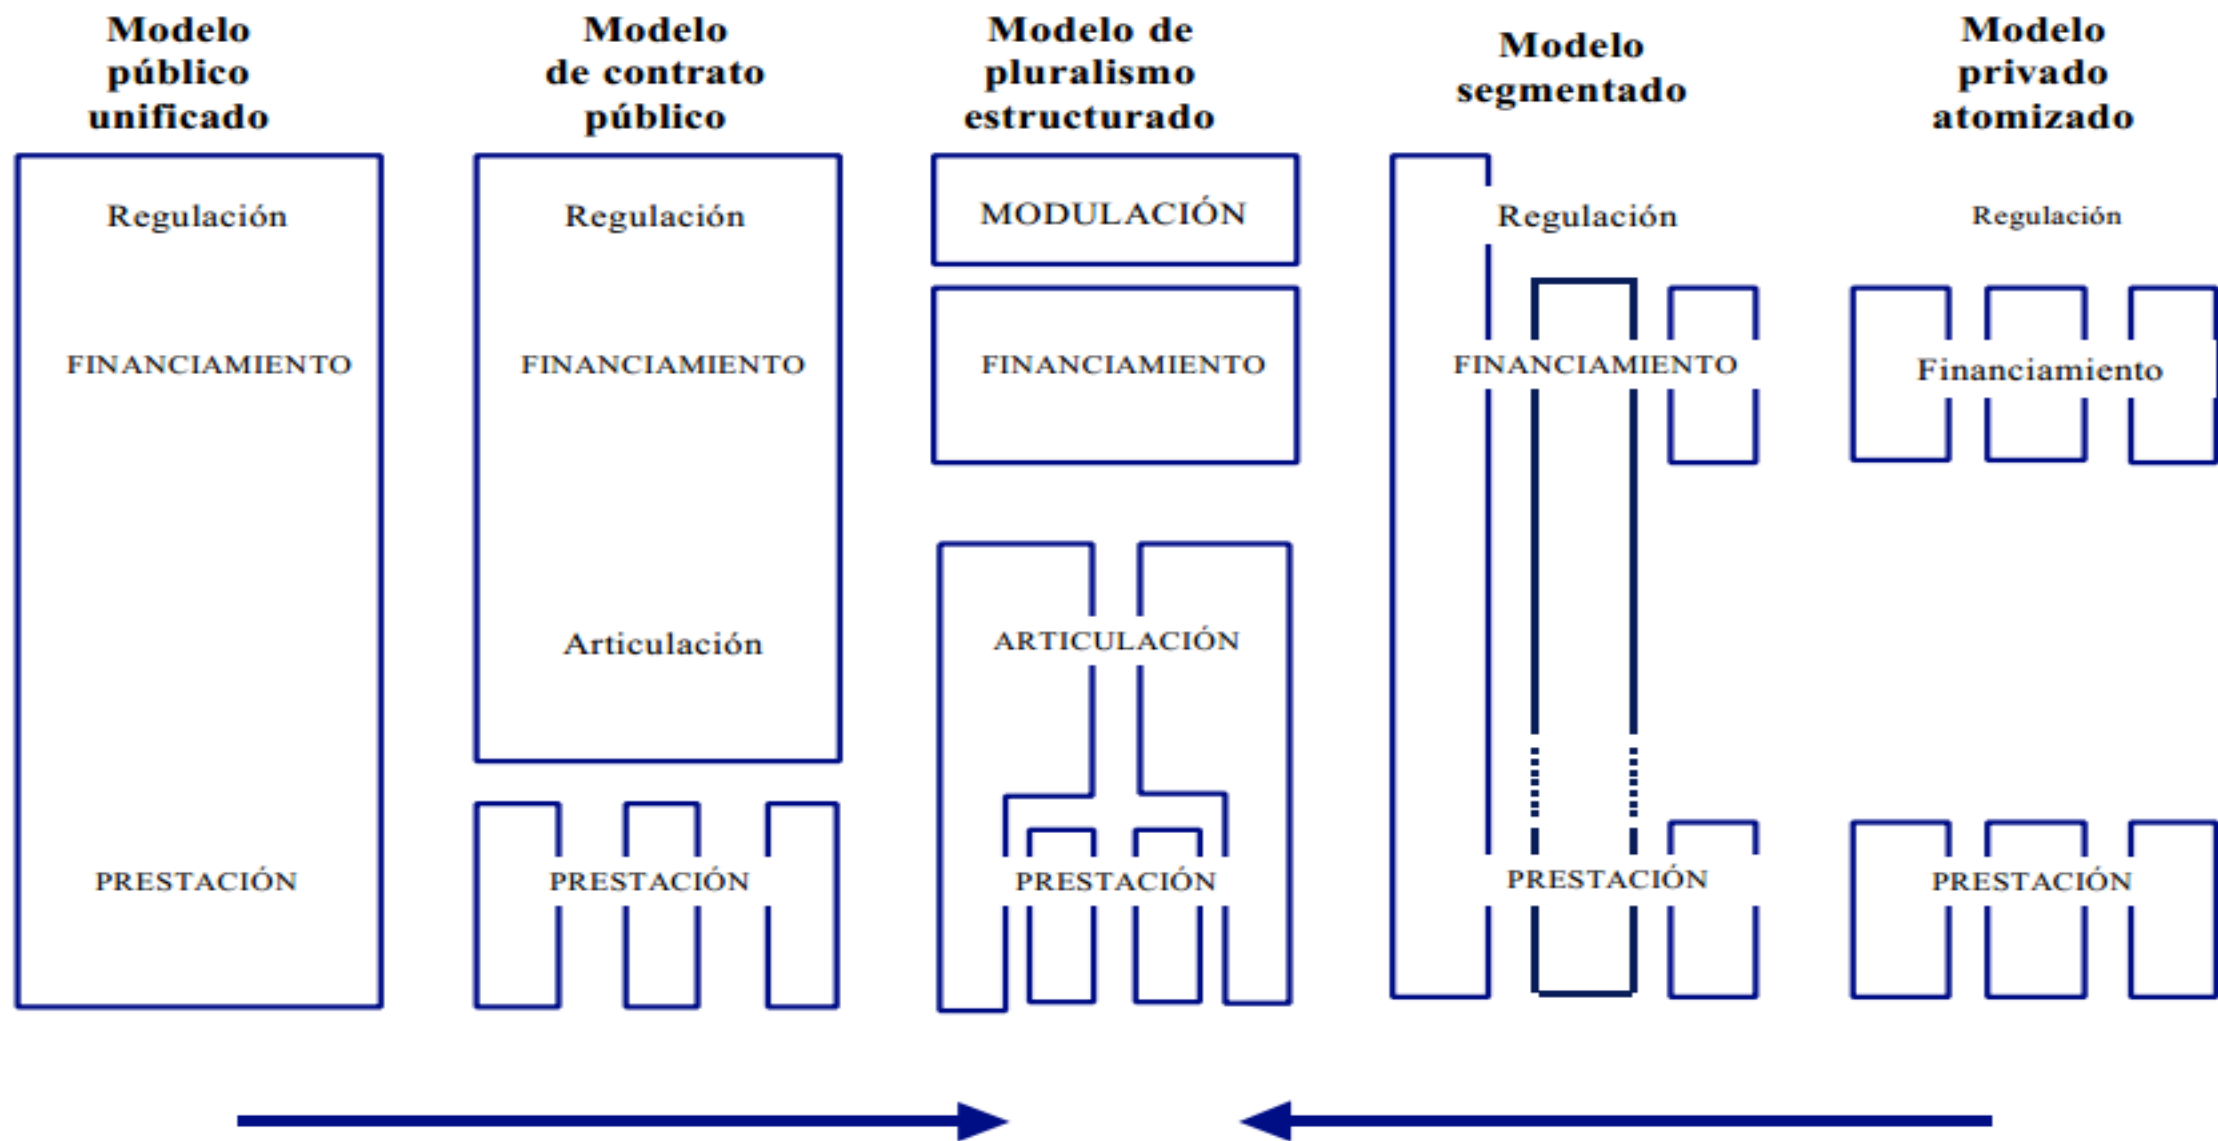 Modelo
público
unificado
Modelo
de contrato
público
Modelo de
pluralismo
estructurado
Modelo
segmentado
Modelo
privado
atomizado
Regulación
Regulación
MODULACIÓN
Regulación
Regulación
FINANCIAMIENTO
FINANCIAMIENTO
FINANCIAMIENTO
FINANCIAMIENTO
Financiamiento
Articulación
ARTICULACIÓN
PRESTACIÓN
PRESTACIÓN
PRESTACIÓN
PRESTACIÓN
PRESTACIÓN